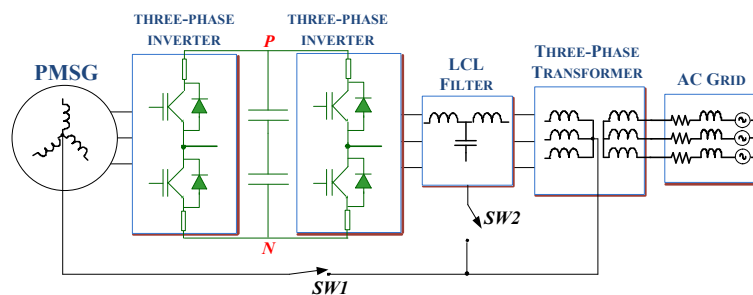 THREE-PHASE
INVERTER
THREE-PHASE
INVERTER
P
PMSG
LCL
FILTER
THREE-PHASE
TRANSFORMER
AC GRID
SW2
N
SW1